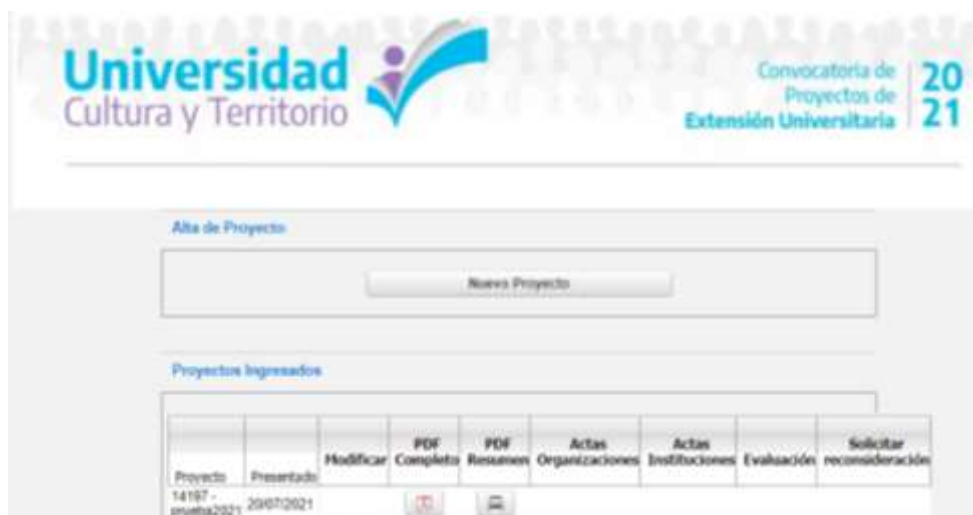 Universidad
Cultura y Territorio
Convocatoria de
Proyectos de
Extensión Universitaria
20
21
Alta de Proyecto
Nuevo Proyecto
Proyectos Ingresados
Proyecto
Presentado
Modificar
PDF
Completo
PDF
Resumen
Actas
Organizaciones
Actas
Instituciones
Evaluación
Solicitar
reconsideración
14197 -
prueba2021
20/07/2021